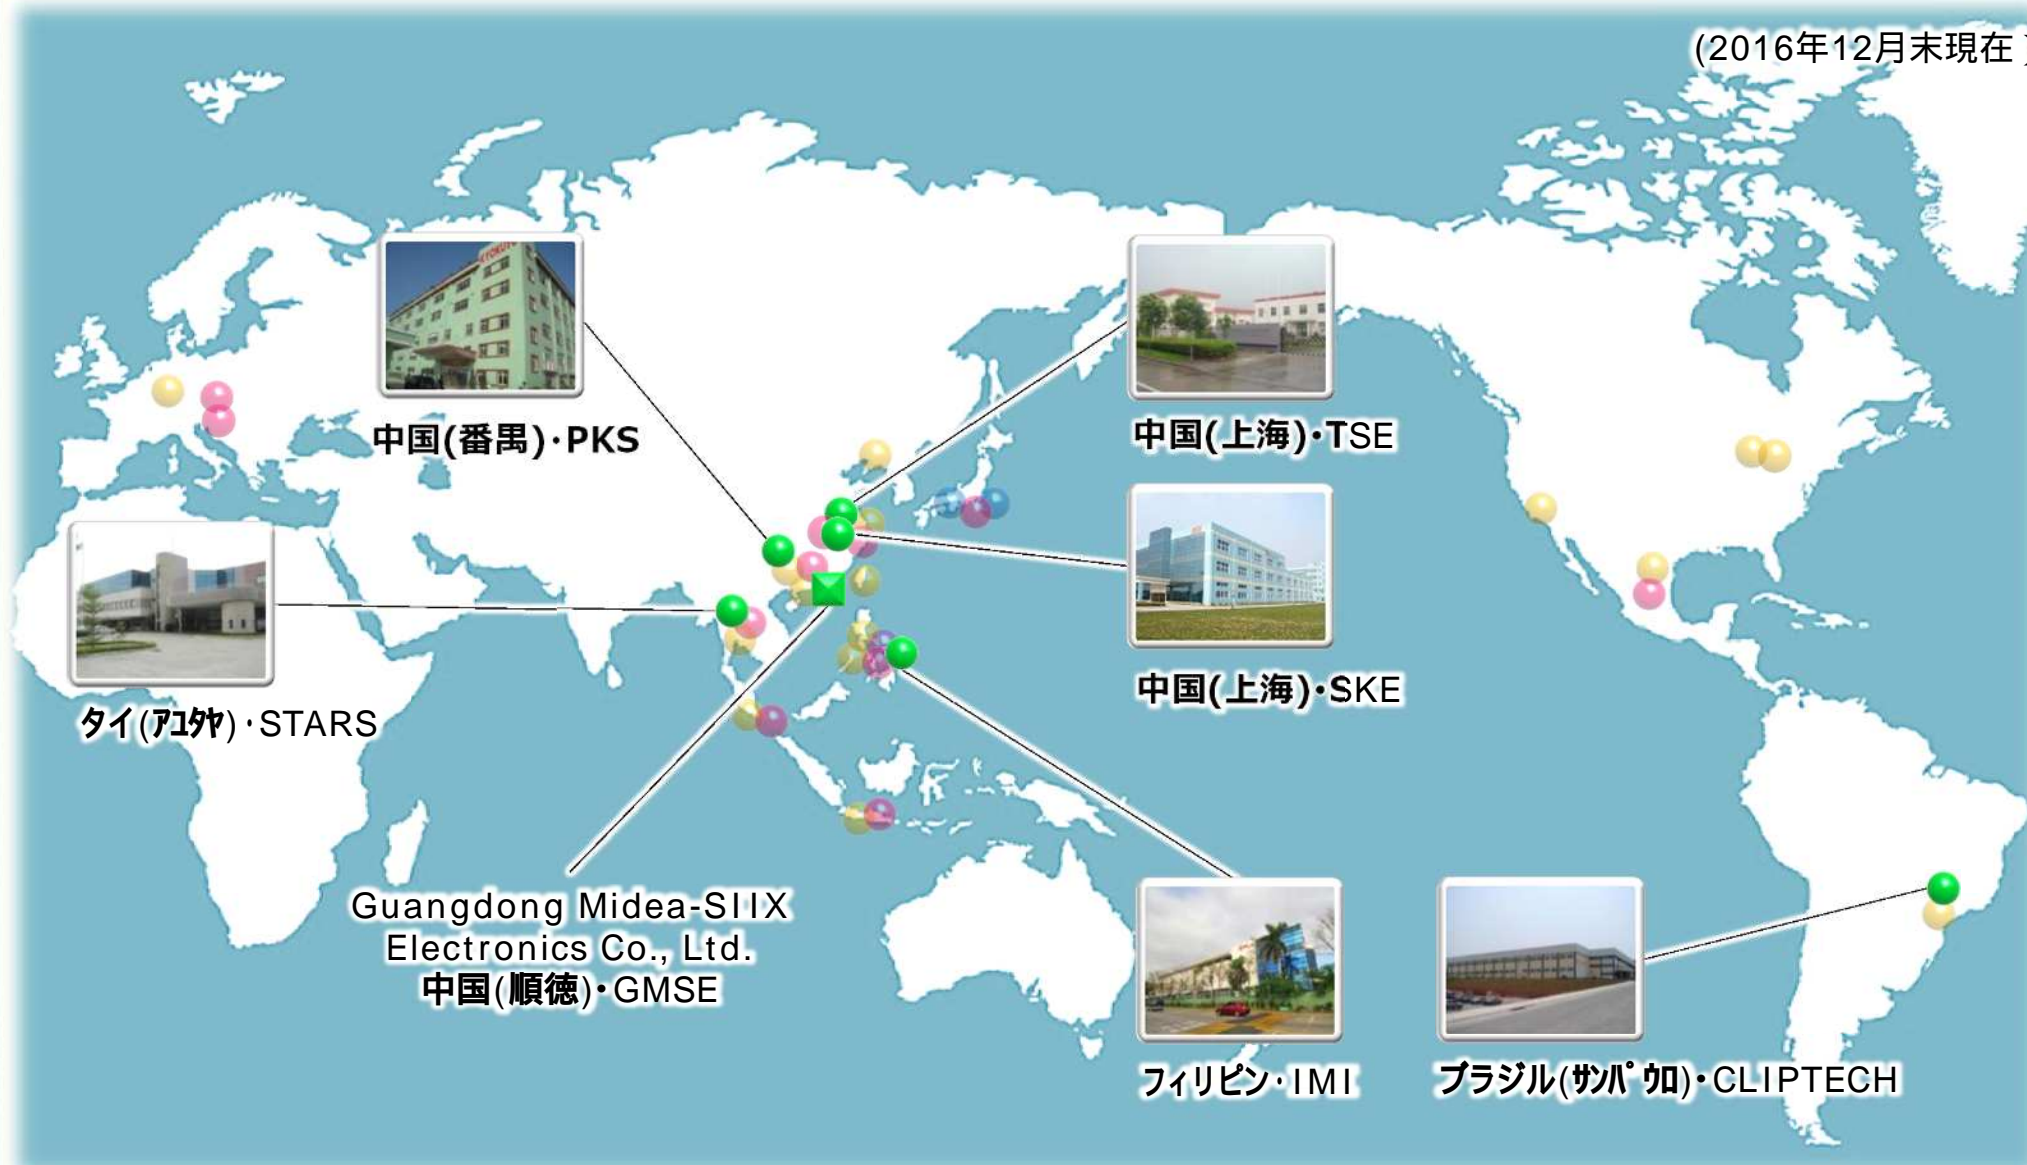 (2016年12月末現在)
中国(番禺)･PKS
中国(上海)･TSE
中国(上海)･SKE
タイ(ｱﾕﾀﾔ)･STARS
Guangdong Midea-SIIX
Electronics Co., Ltd.
中国(順徳)･GMSE
フィリピン･IMI
ブラジル(ｻﾝﾊﾟｳﾛ)･CLIPTECH